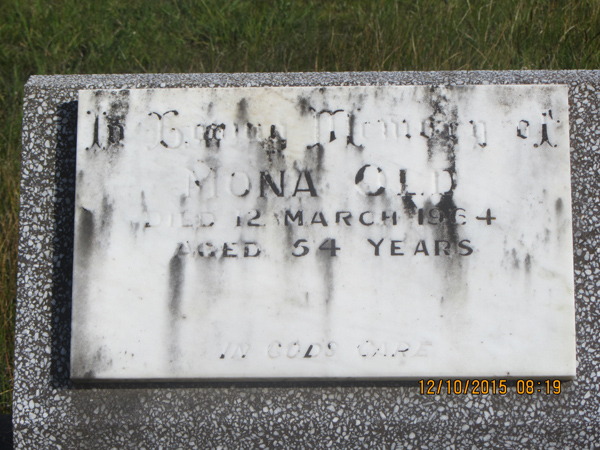 In Loving Memory of
MONA OLD
DIED 12 MARCH 1964
AGED 54 YEARS
IN GODS CARE
12/10/2015 08:19